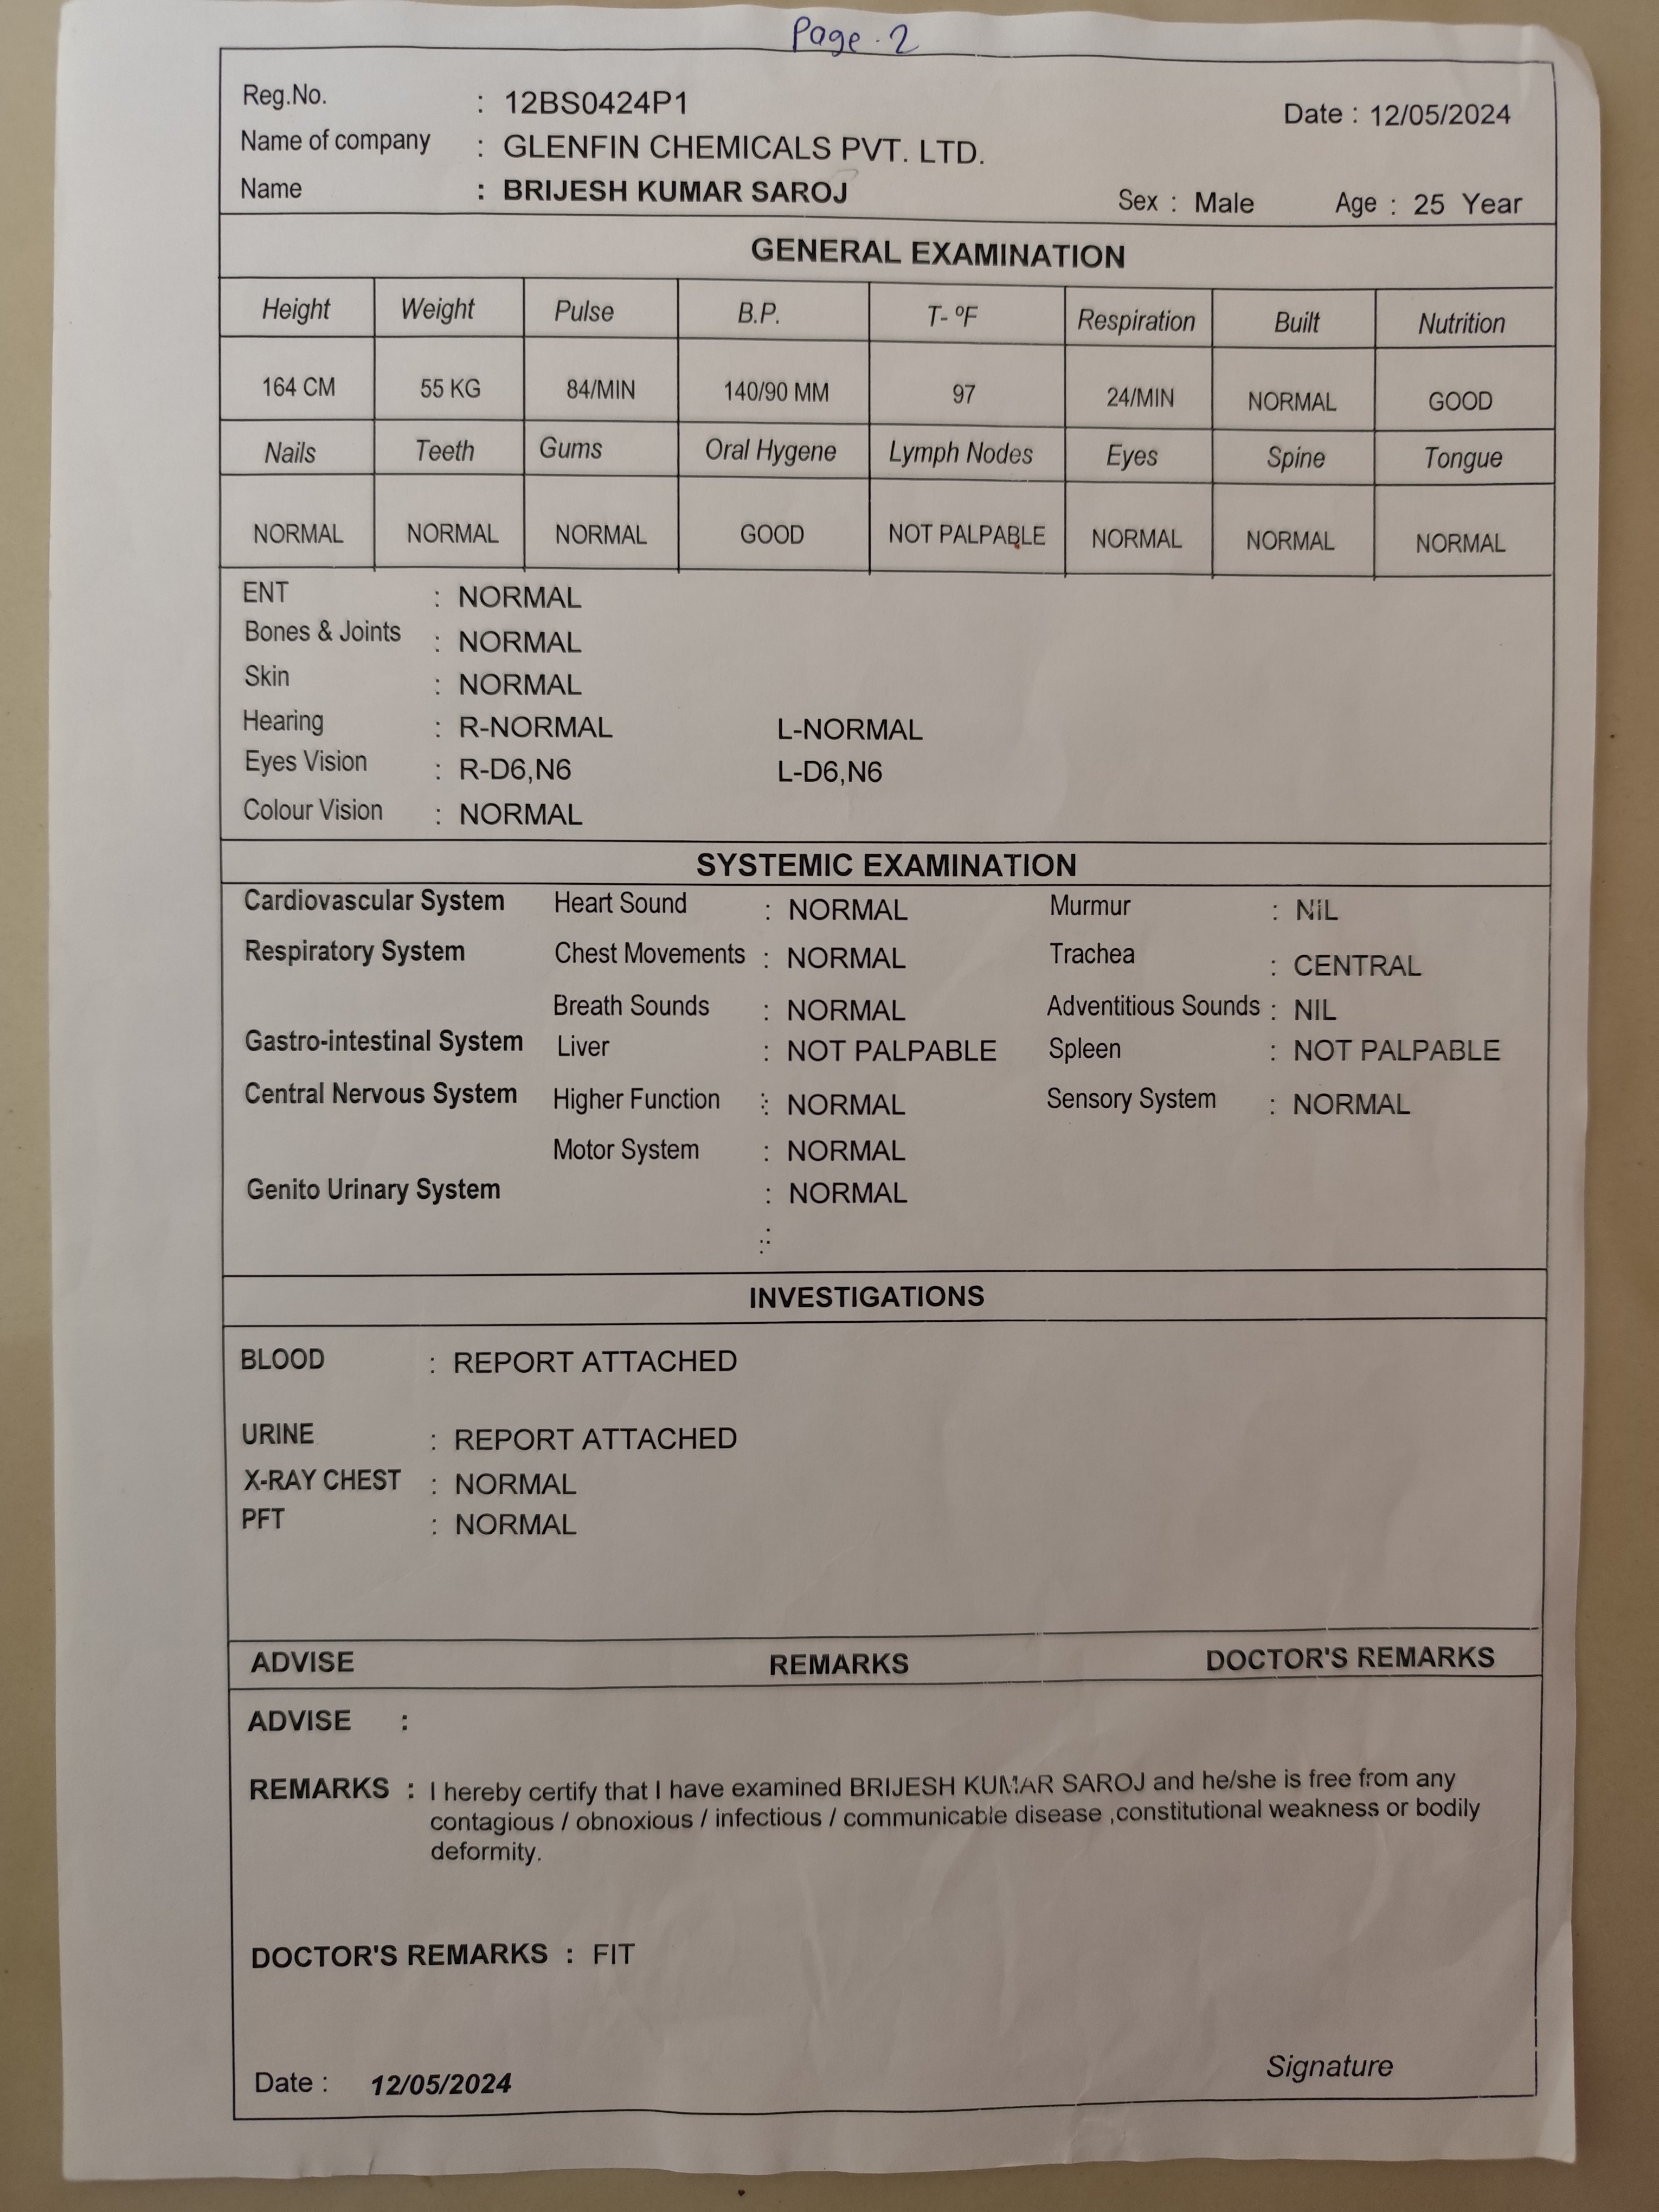 Page.2
Reg.No. : 12BS0424P1 Date : 12/05/2024
Name of company : GLENFIN CHEMICALS PVT. LTD.
Name : BRIJESH KUMAR SAROJ Sex : Male Age : 25 Year
GENERAL EXAMINATION
Height Weight Pulse B.P. T- ºF Respiration Built Nutrition
164 CM 55 KG 84/MIN 140/90 MM 97 24/MIN NORMAL GOOD
Nails Teeth Gums Oral Hygene Lymph Nodes Eyes Spine Tongue
NORMAL NORMAL NORMAL GOOD NOT PALPABLE NORMAL NORMAL NORMAL
ENT : NORMAL
Bones & Joints : NORMAL
Skin : NORMAL
Hearing : R-NORMAL L-NORMAL
Eyes Vision : R-D6,N6 L-D6,N6
Colour Vision : NORMAL
SYSTEMIC EXAMINATION
Cardiovascular System Heart Sound : NORMAL Murmur : NIL
Respiratory System Chest Movements : NORMAL Trachea : CENTRAL
Breath Sounds : NORMAL Adventitious Sounds : NIL
Gastro-intestinal System Liver : NOT PALPABLE Spleen : NOT PALPABLE
Central Nervous System Higher Function : NORMAL Sensory System : NORMAL
Motor System : NORMAL
Genito Urinary System : NORMAL
INVESTIGATIONS
BLOOD : REPORT ATTACHED
URINE : REPORT ATTACHED
X-RAY CHEST : NORMAL
PFT : NORMAL
ADVISE REMARKS DOCTOR'S REMARKS
ADVISE :
REMARKS : I hereby certify that I have examined BRIJESH KUMAR SAROJ and he/she is free from any
contagious / obnoxious / infectious / communicable disease ,constitutional weakness or bodily
deformity.
DOCTOR'S REMARKS : FIT
Signature
Date : 12/05/2024